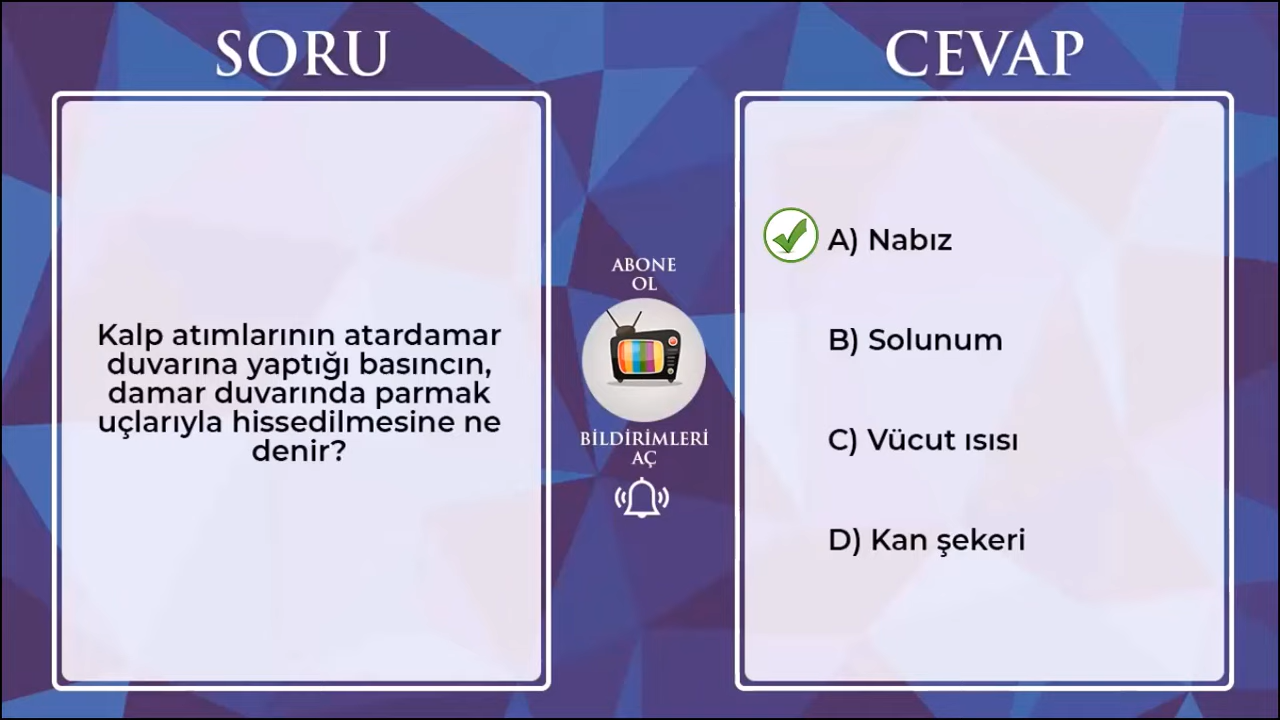 SORU
Kalp atımlarının atardamar
duvarına yaptığı basıncın,
damar duvarında parmak
uçlarıyla hissedilmesine ne
denir?
ABONE
OL
BİLDİRİMLERİ
AÇ
CEVAP
A) Nabız
B) Solunum
C) Vücut ısısı
D) Kan şekeri